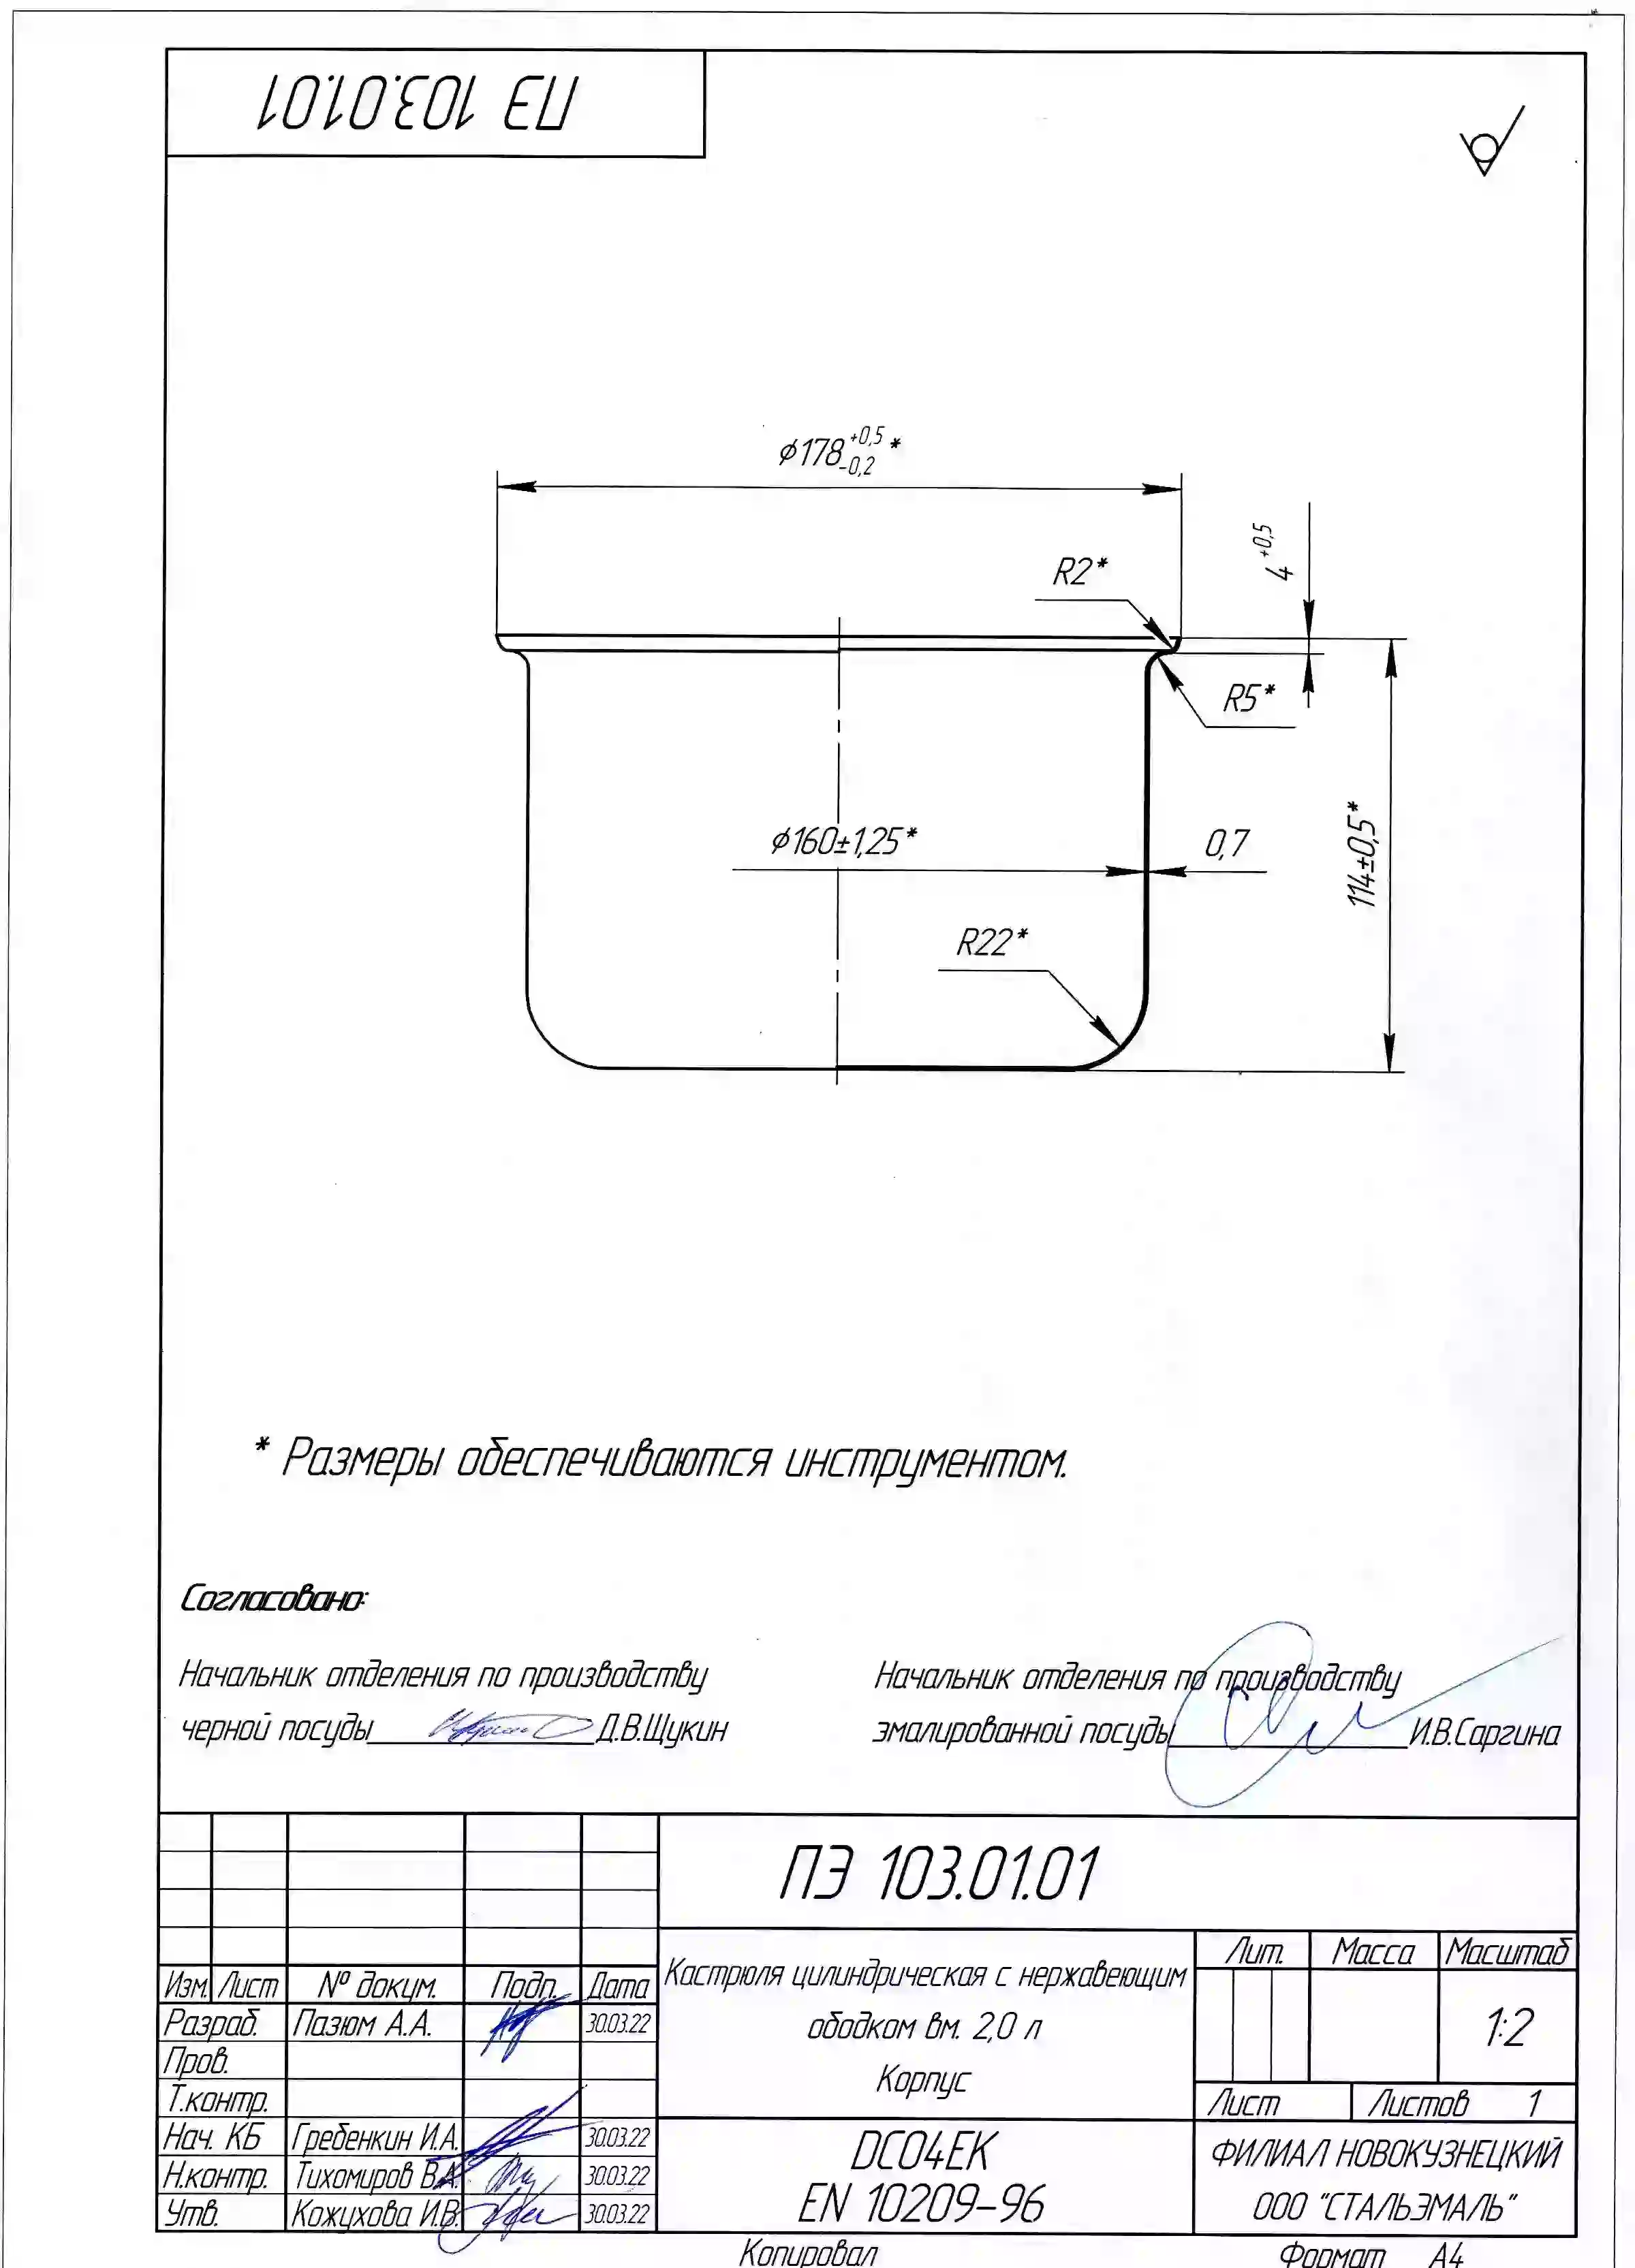 ПЭ 103.01.01
⌀178 +0,5 -0,2 *
4 +0,5
R2*
R5*
⌀160±1,25*
0,7
114±0,5*
R22*
* Размеры обеспечиваются инструментом.
Согласовано:
Начальник отделения по производству
черной посуды Д.В.Щукин
Начальник отделения по производству
эмалированной посуды И.В.Саргина
ПЭ 103.01.01
Изм. Лист № докум. Подп. Дата
Разраб. Пазюм А.А. 30.03.22
Пров.
Т.контр.
Нач. КБ Гребенкин И.А. 30.03.22
Н.контр. Тихомиров В.А. 30.03.22
Утв. Кожухова И.В. 30.03.22
Кастрюля цилиндрическая с нержавеющим
ободком вм. 2,0 л
Корпус
Лит. Масса Масштаб
1:2
Лист Листов 1
DC04EK
EN 10209-96
ФИЛИАЛ НОВОКУЗНЕЦКИЙ
ООО "СТАЛЬЭМАЛЬ"
Копировал Формат А4